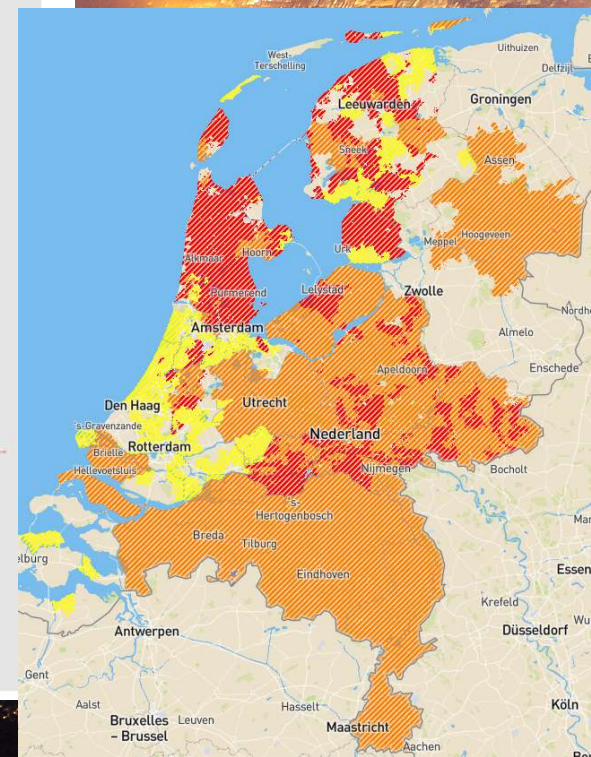 Uithuizen
West-
Terschelling
Delfzijl
Leeuwarden
Groningen
Sneek
Assen
Hoogeveen
Alkmaar
Hoorn
Urk
Meppel
Purmerend
Lelystad
Zwolle
Amsterdam
Almelo
Apeldoorn
Enschede
Den Haag
Utrecht
's-Gravenzande
Rotterdam
Nederland
Brielle
Hellevoetsluis
Nijmegen
Bocholt
's-
Hertogenbosch
Breda
Tilburg
Eindhoven
Essen
Krefeld
Antwerpen
Düsseldorf
Gent
Aalst
Hasselt
Köln
Bruxelles
– Brussel
Leuven
Maastricht
Aachen